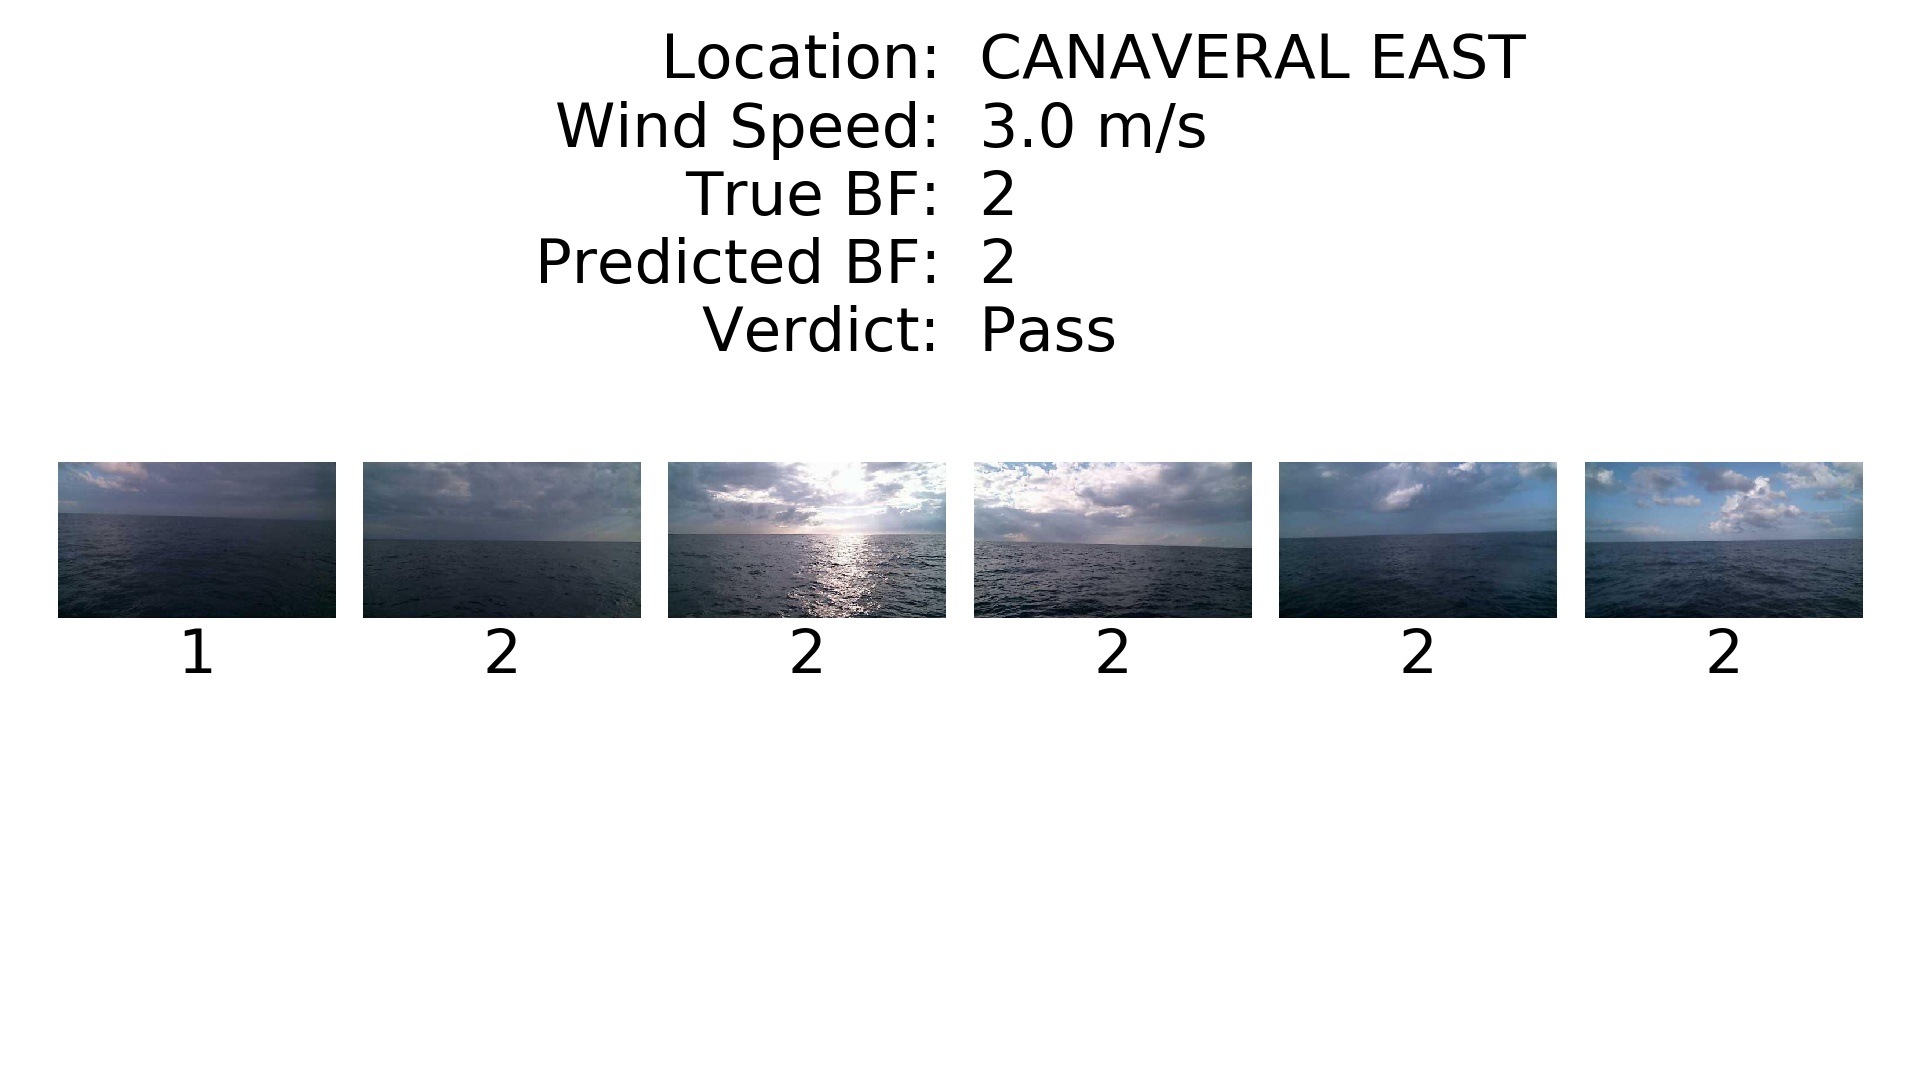 Location: CANAVERAL EAST
Wind Speed: 3.0 m/s
True BF: 2
Predicted BF: 2
Verdict: Pass
1 2 2 2 2 2